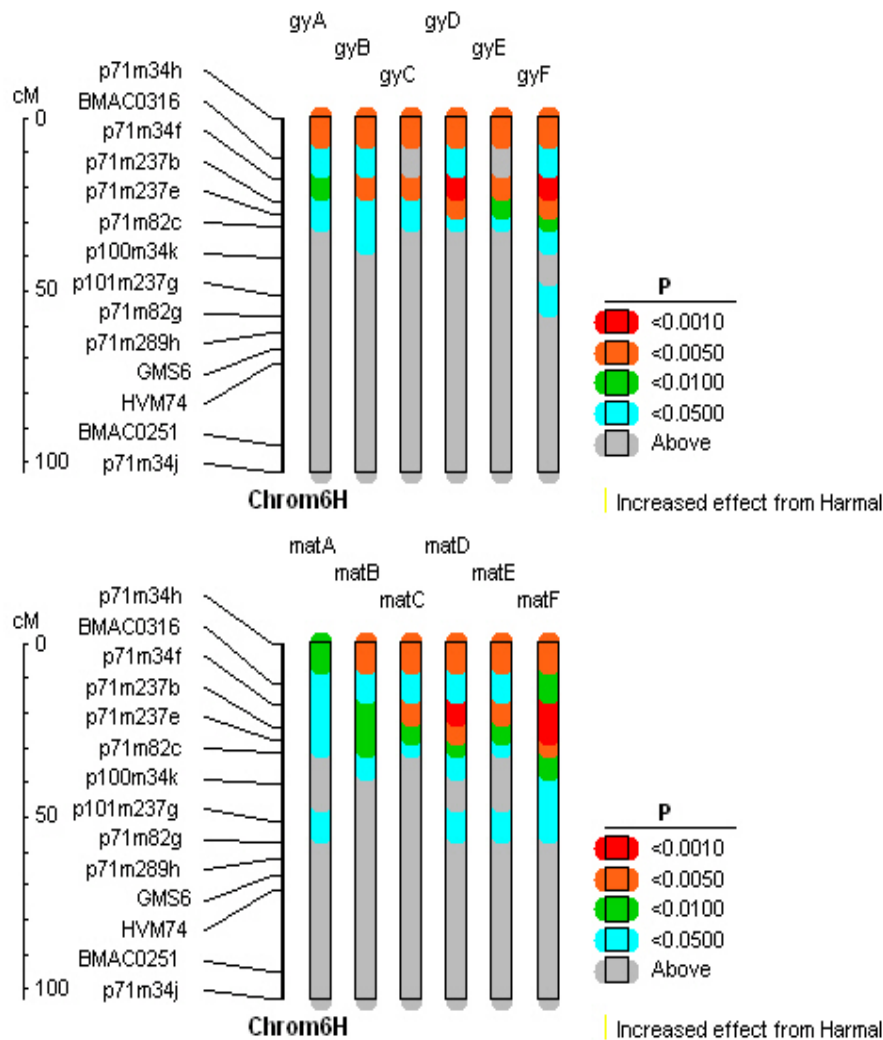 gyA
gyB
gyC
gyD
gyE
gyF
cM
0
50
100
p71m34h
BMAC0316
p71m34f
p71m237b
p71m237e
p71m82c
p100m34k
p101m237g
p71m82g
p71m289h
GMS6
HVM74
BMAC0251
p71m34j
Chrom6H
P
<0.0010
<0.0050
<0.0100
<0.0500
Above
Increased effect from Harmal
matA
matB
matC
matD
matE
matF
cM
0
50
100
p71m34h
BMAC0316
p71m34f
p71m237b
p71m237e
p71m82c
p100m34k
p101m237g
p71m82g
p71m289h
GMS6
HVM74
BMAC0251
p71m34j
Chrom6H
P
<0.0010
<0.0050
<0.0100
<0.0500
Above
Increased effect from Harmal